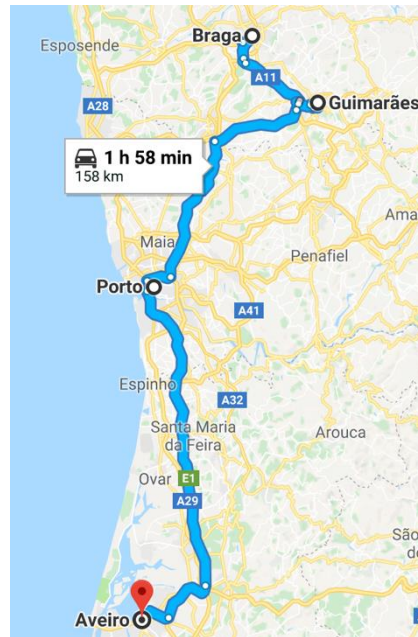 Braga
Esposende
A11
Guimarães
A28
1 h 58 min
158 km
Ama
Maia
Penafiel
Porto
A41
Espinho
A32
Santa Maria
da Feira
Arouca
Ovar
E1
A29
São
de
Aveiro